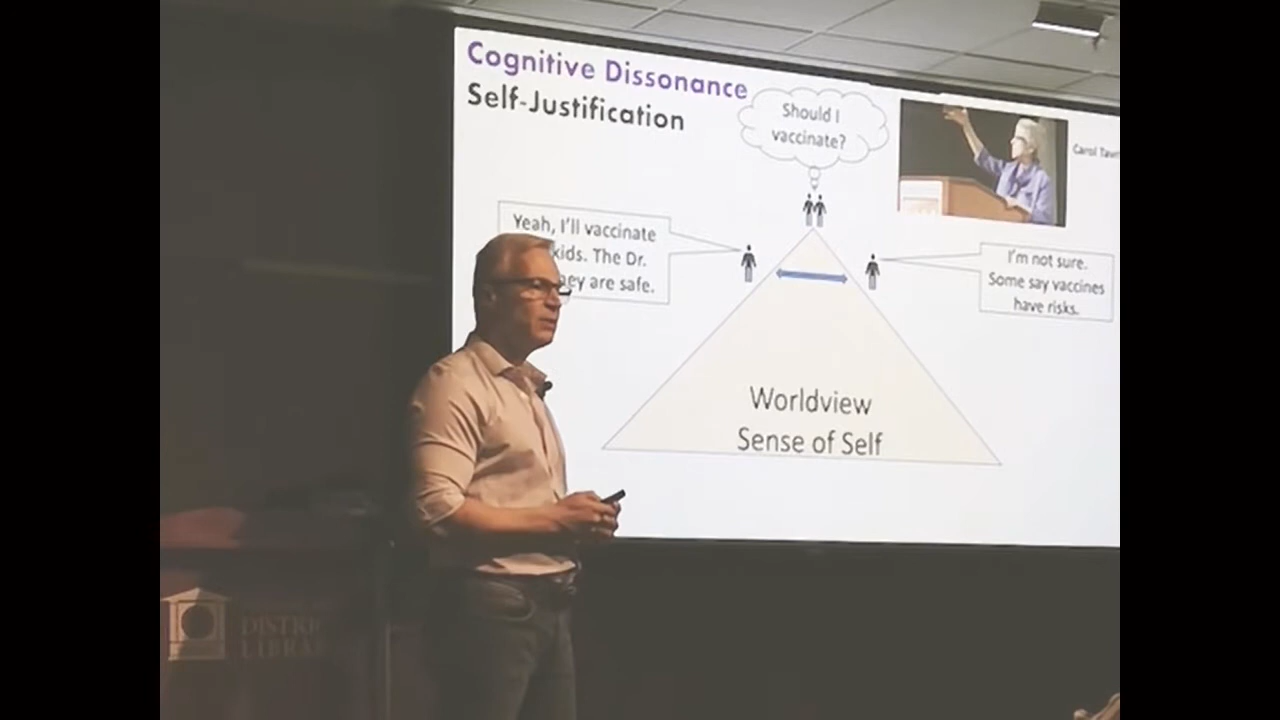 Cognitive Dissonance
Self-Justification
Should I
vaccinate?
Carol
Yeah, I'll vaccinate
kids. The Dr.
ey are safe.
I'm not sure.
Some say vaccines
have risks.
Worldview
Sense of Self